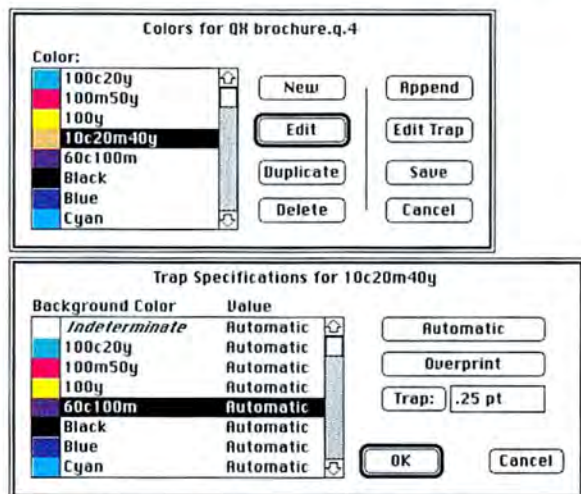 Colors for QX brochure.q.4
Color:
100c20y
100m50y
100y
10c20m40y
60c100m
Black
Blue
Cyan
New
Append
Edit
Edit Trap
Duplicate
Save
Delete
Cancel
Trap Specifications for 10c20m40y
Background Color Value
Indeterminate Automatic
100c20y Automatic
100m50y Automatic
100y Automatic
60c100m Automatic
Black Automatic
Blue Automatic
Cyan Automatic
Automatic
Overprint
Trap: .25 pt
OK Cancel